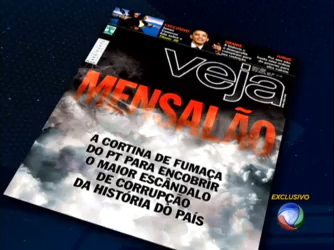 veja
MENSALÃO
A CORTINA DE FUMAÇA
DO PT PARA ENCOBRIR
O MAIOR ESCÂNDALO
DE CORRUPÇÃO
DA HISTÓRIA DO PAÍS
EXCLUSIVO